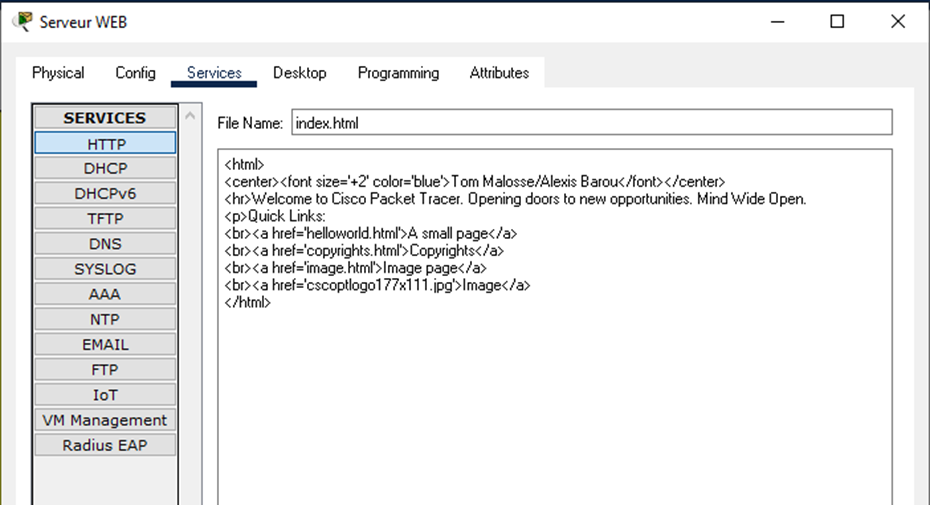 Serveur WEB
Physical Config Services Desktop Programming Attributes
SERVICES
HTTP
DHCP
DHCPv6
TFTP
DNS
SYSLOG
AAA
NTP
EMAIL
FTP
IoT
VM Management
Radius EAP
File Name: index.html
<html>
<center><font size='+2' color='blue'>Tom Malosse/Alexis Barou</font></center>
<hr>Welcome to Cisco Packet Tracer. Opening doors to new opportunities. Mind Wide Open.
<p>Quick Links:
<br><a href='helloworld.html'>A small page</a>
<br><a href='copyrights.html'>Copyrights</a>
<br><a href='image.html'>Image page</a>
<br><a href='cscoptlogo177x111.jpg'>Image</a>
</html>